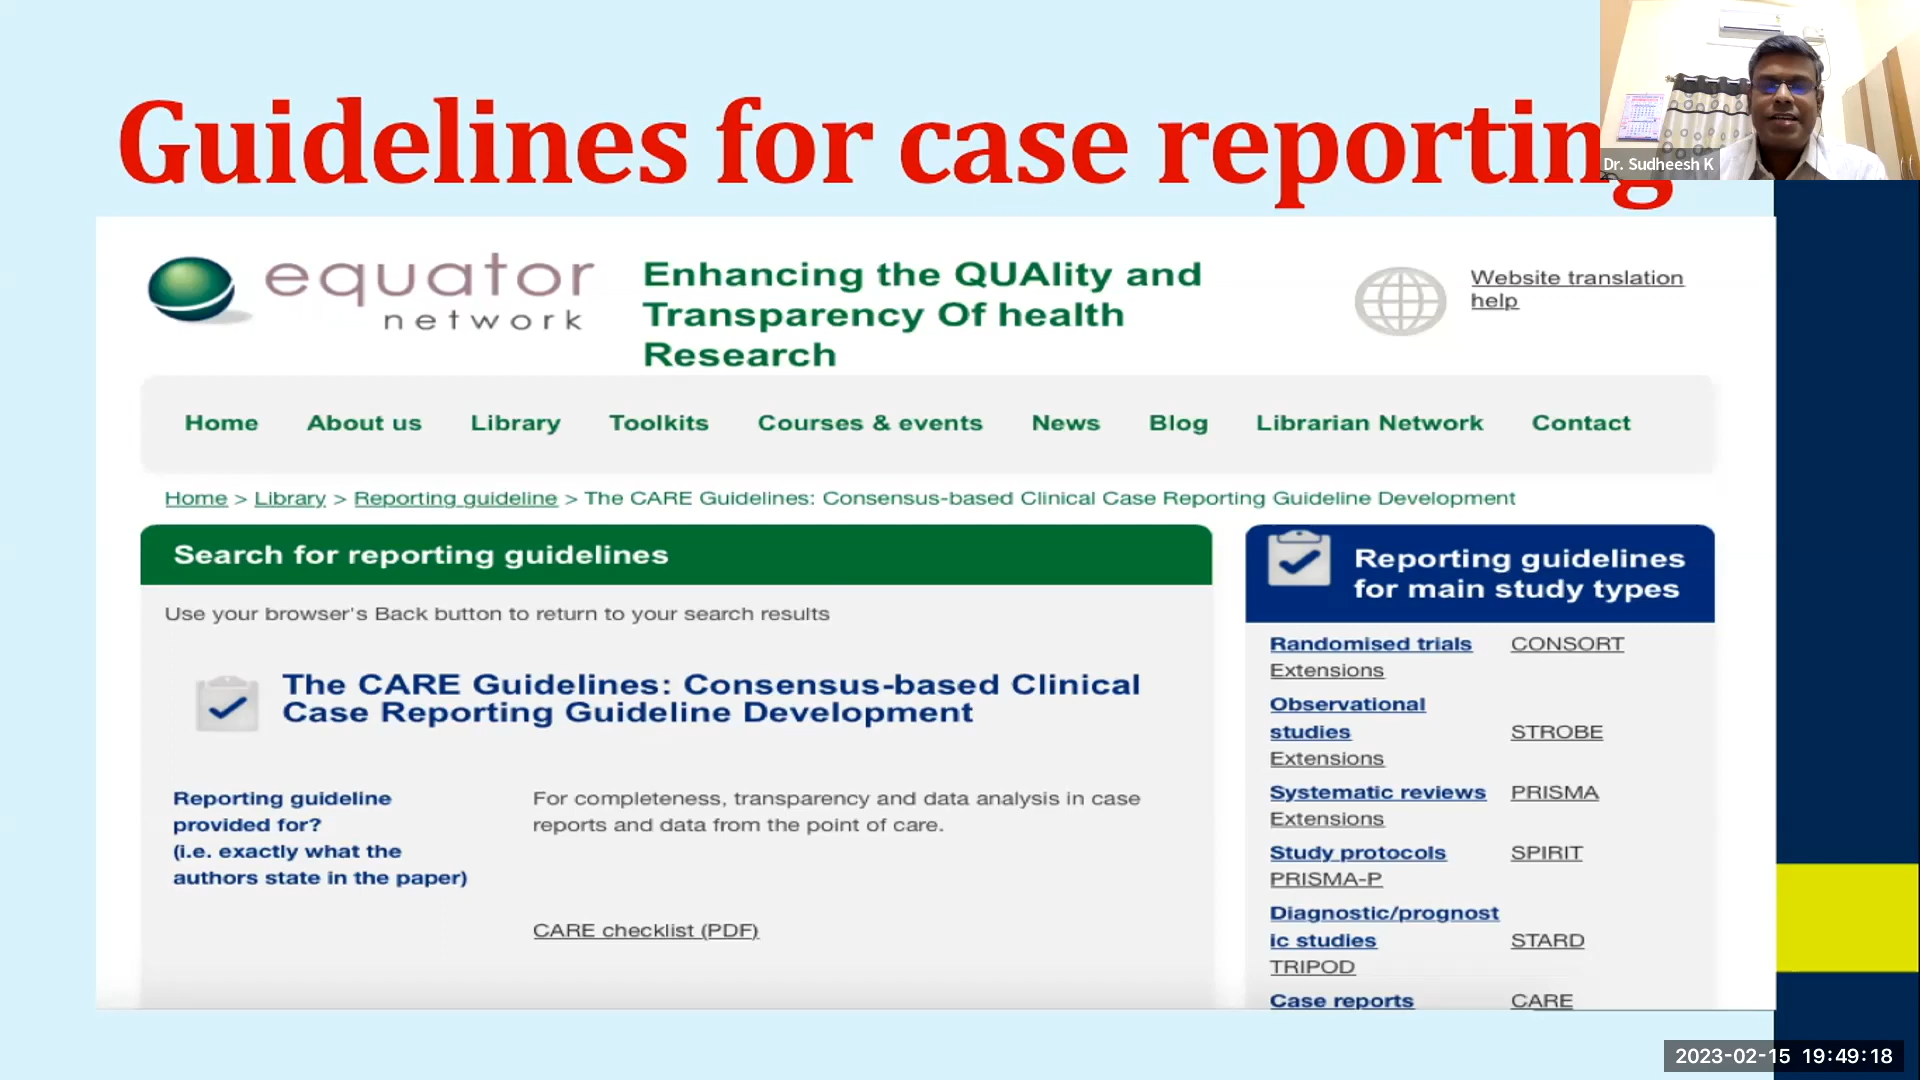 Guidelines for case reporting
Dr. Sudheesh K
equator
network
Enhancing the QUAlity and
Transparency Of health
Research
Website translation
help
Home About us Library Toolkits Courses & events News Blog Librarian Network Contact
Home > Library > Reporting guideline > The CARE Guidelines: Consensus-based Clinical Case Reporting Guideline Development
Search for reporting guidelines
Use your browser's Back button to return to your search results
The CARE Guidelines: Consensus-based Clinical
Case Reporting Guideline Development
Reporting guideline
provided for?
(i.e. exactly what the
authors state in the paper)
For completeness, transparency and data analysis in case
reports and data from the point of care.
CARE checklist (PDF)
Reporting guidelines
for main study types
Randomised trials CONSORT
Extensions
Observational
studies STROBE
Extensions
Systematic reviews PRISMA
Extensions
Study protocols SPIRIT
PRISMA-P
Diagnostic/prognost
ic studies STARD
TRIPOD
Case reports CARE
2023-02-15 19:49:18